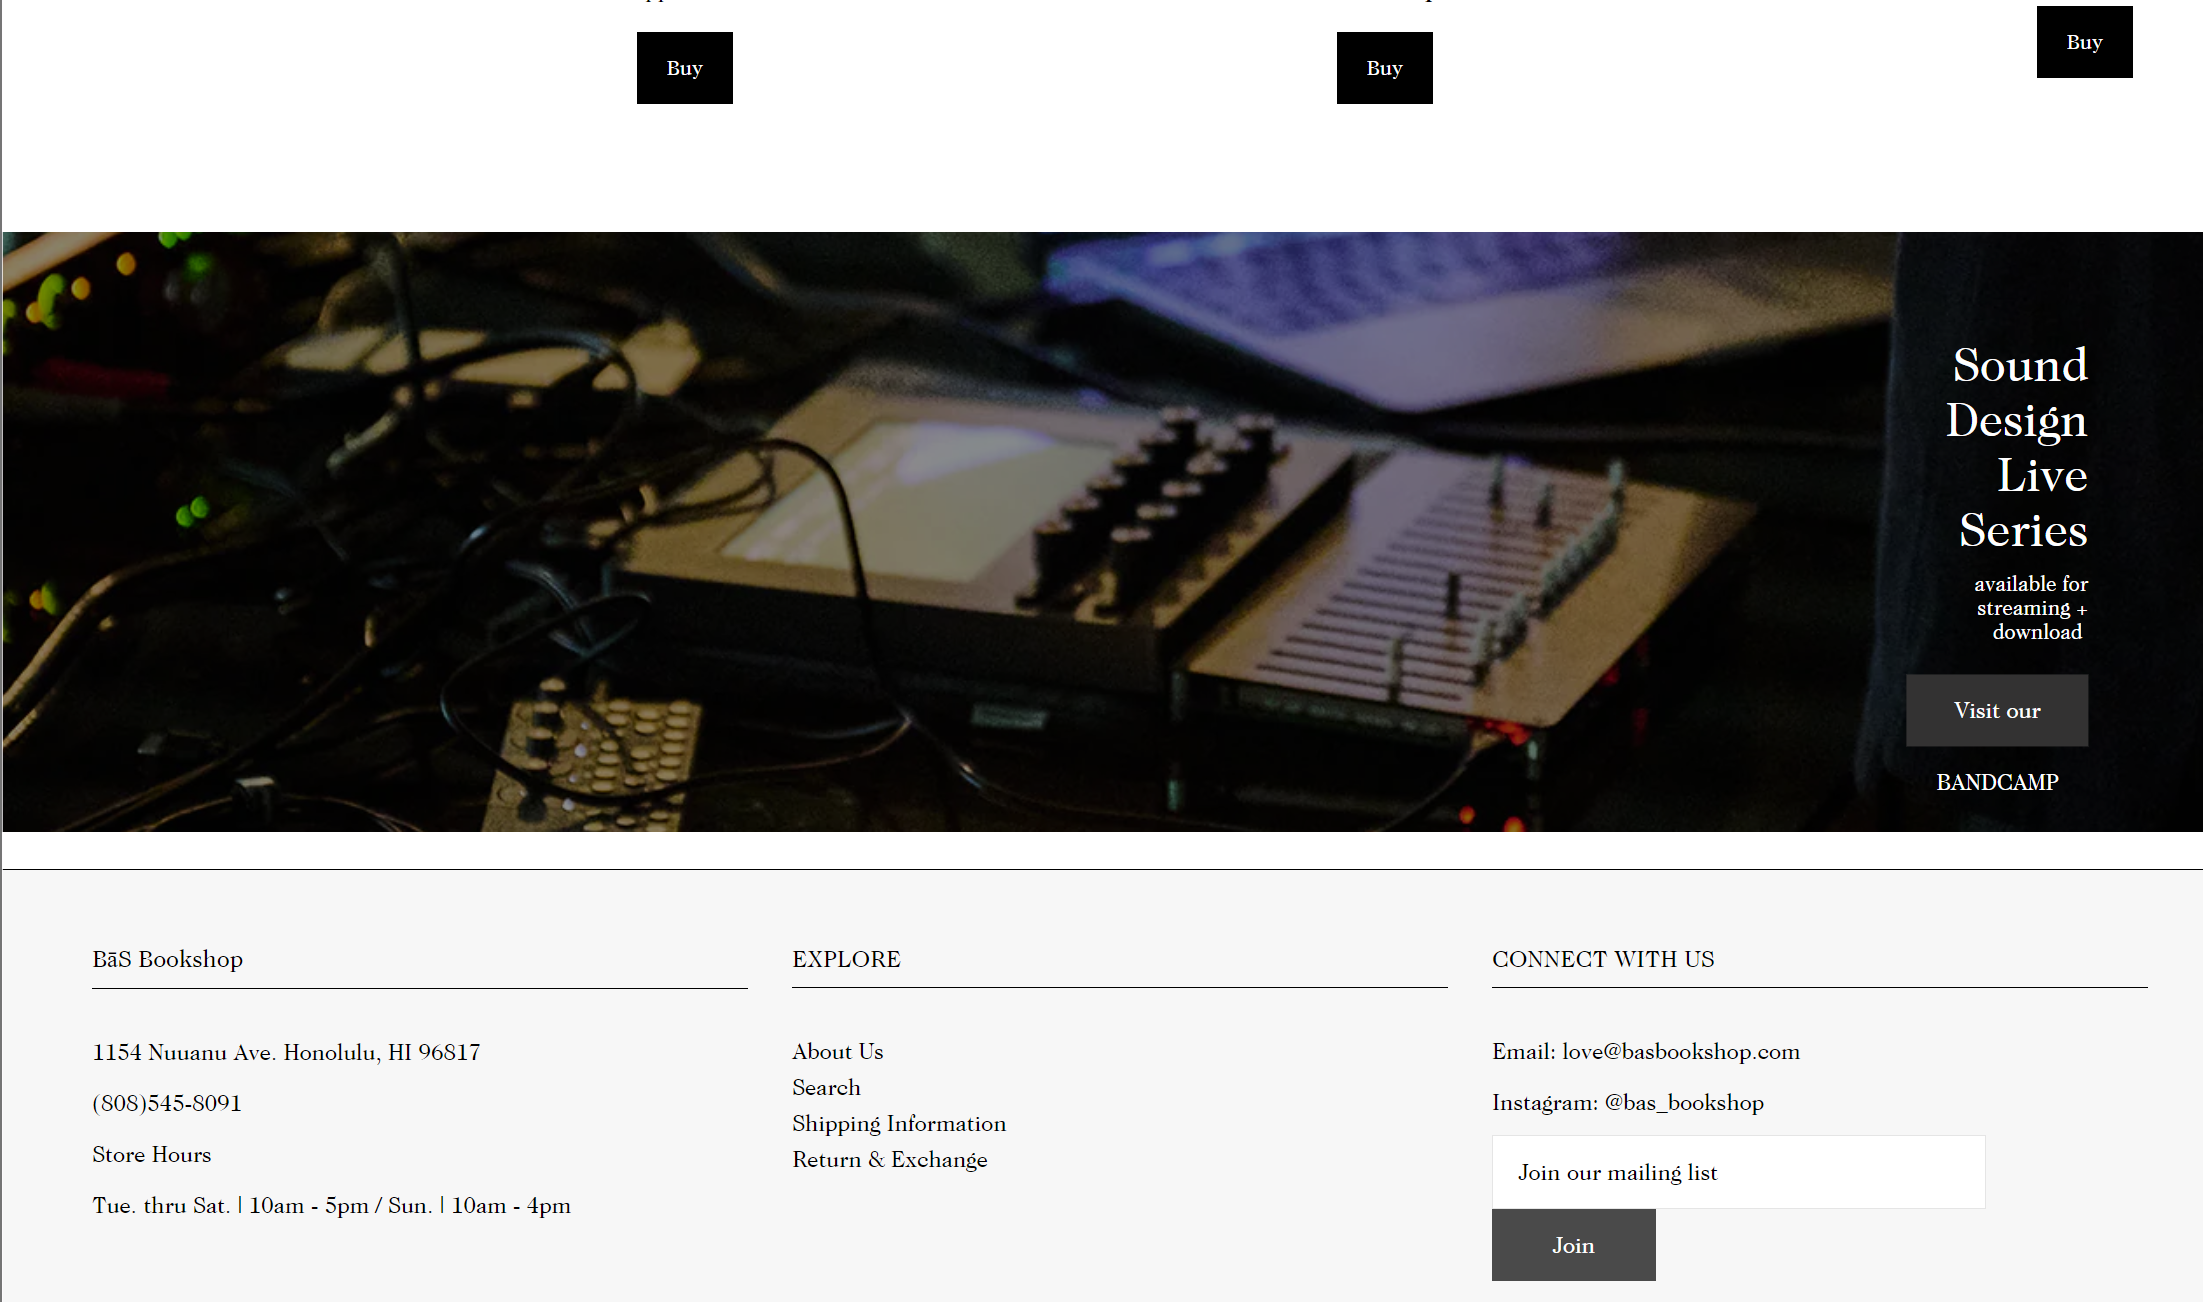 Buy
Buy
Buy
Sound
Design
Live
Series
available for
streaming +
download
Visit our
BANDCAMP
BāS Bookshop
1154 Nuuanu Ave. Honolulu, HI 96817
(808)545-8091
Store Hours
Tue. thru Sat. | 10am - 5pm / Sun. | 10am - 4pm
EXPLORE
About Us
Search
Shipping Information
Return & Exchange
CONNECT WITH US
Email: love@basbookshop.com
Instagram: @bas_bookshop
Join our mailing list
Join